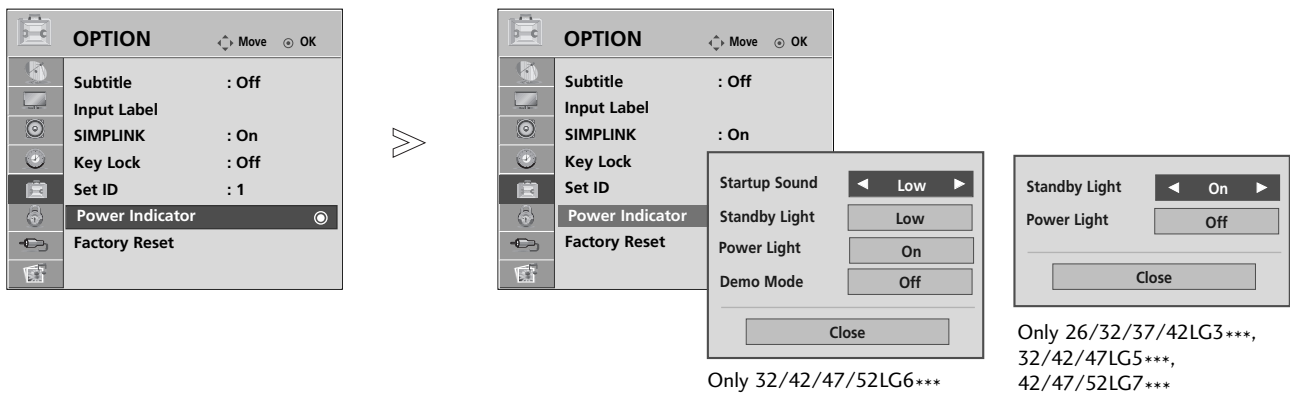 OPTION
Move
OK
Subtitle : Off
Input Label
SIMPLINK : On
Key Lock : Off
Set ID : 1
Power Indicator
Factory Reset
OPTION
Move
OK
Subtitle : Off
Input Label
SIMPLINK : On
Key Lock
Set ID
Power Indicator
Factory Reset
Startup Sound ◀ Low ▶
Standby Light Low
Power Light On
Demo Mode Off
Close
Only 32/42/47/52LG6***
Standby Light ◀ On ▶
Power Light Off
Close
Only 26/32/37/42LG3***,
32/42/47LG5***,
42/47/52LG7***